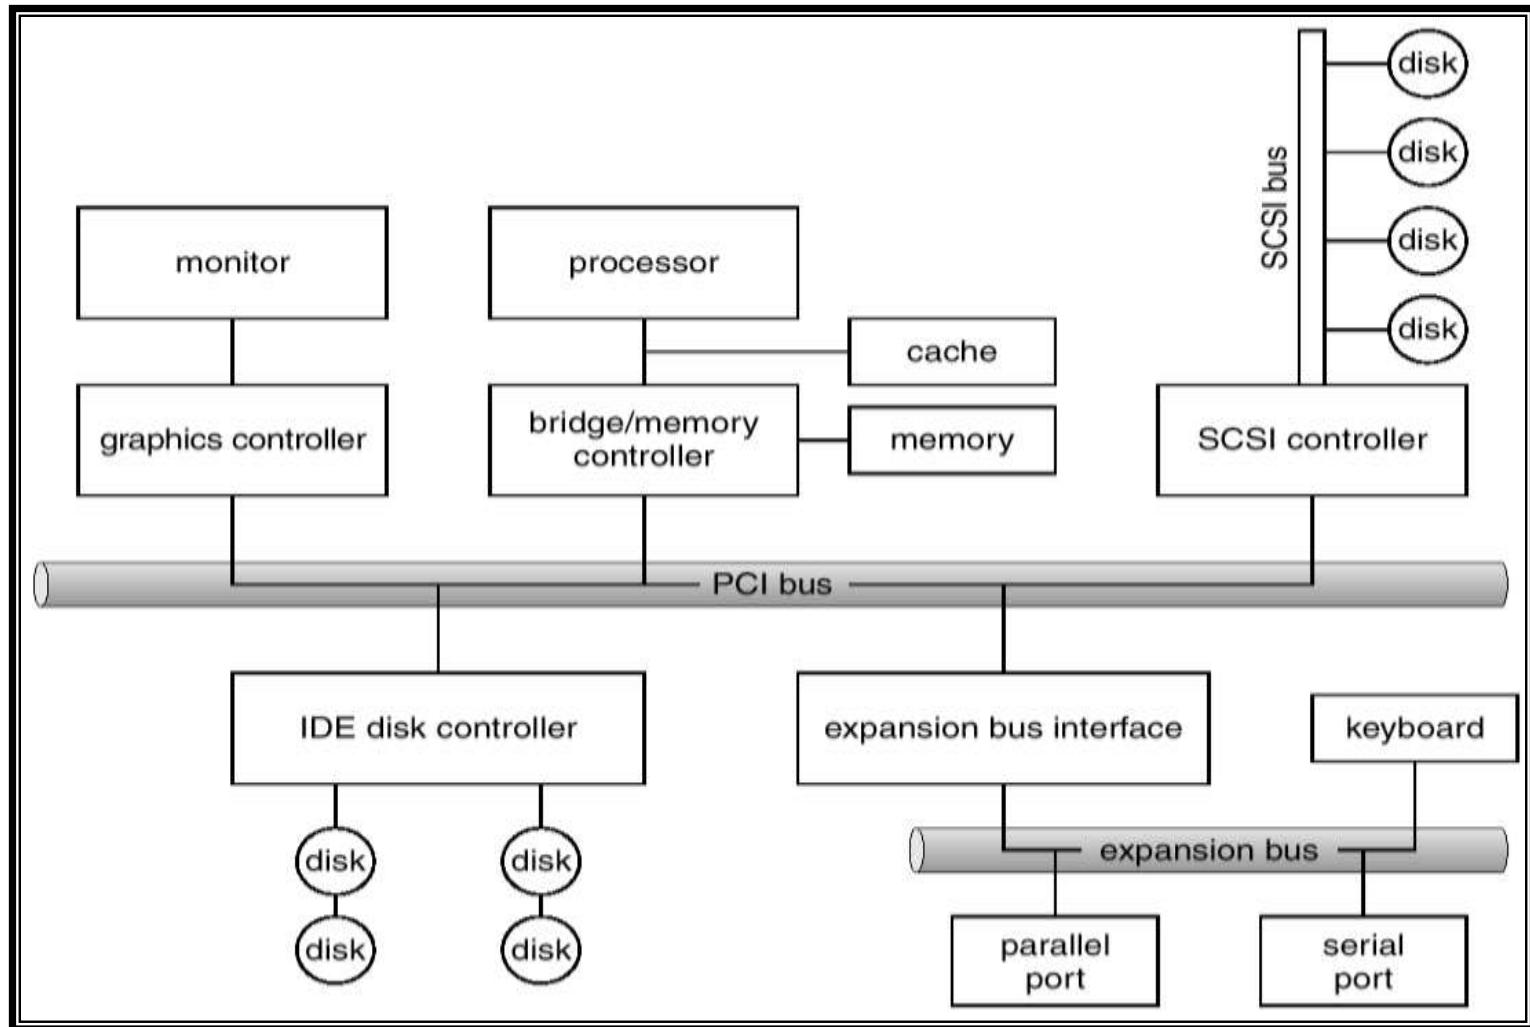 disk
disk
SCSI bus
disk
disk
monitor
processor
cache
graphics controller
bridge/memory
controller
memory
SCSI controller
PCI bus
IDE disk controller
expansion bus interface
keyboard
disk
disk
expansion bus
disk
disk
parallel
port
serial
port